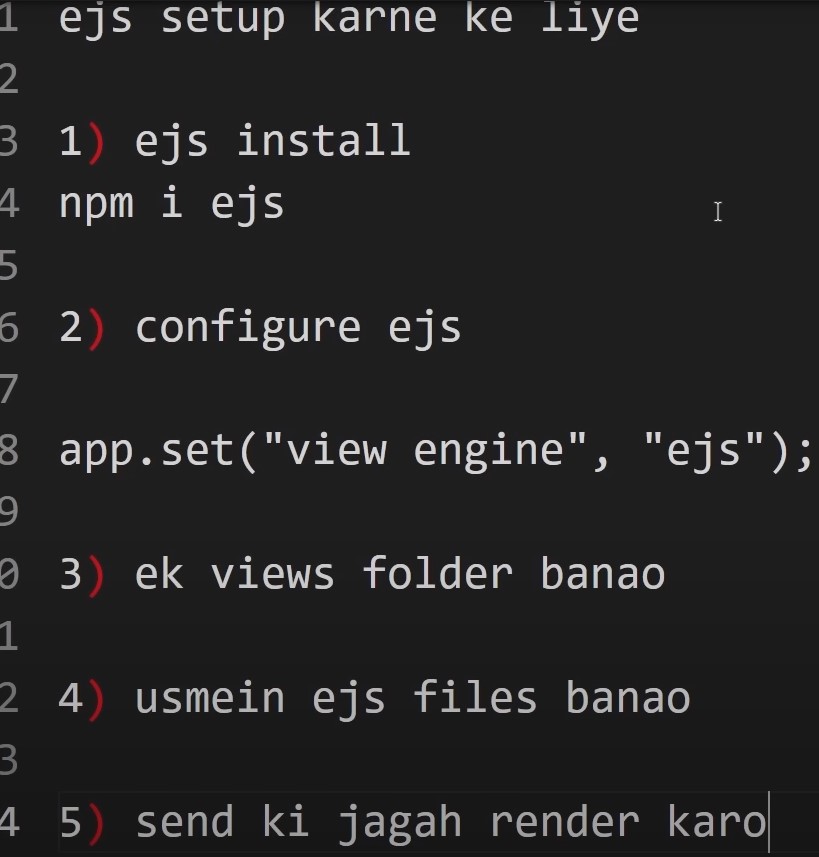 1 ejs setup karne ke liye
2
3 1) ejs install
4 npm i ejs
5
6 2) configure ejs
7
8 app.set("view engine", "ejs");
9
0 3) ek views folder banao
1
2 4) usmein ejs files banao
3
4 5) send ki jagah render karo